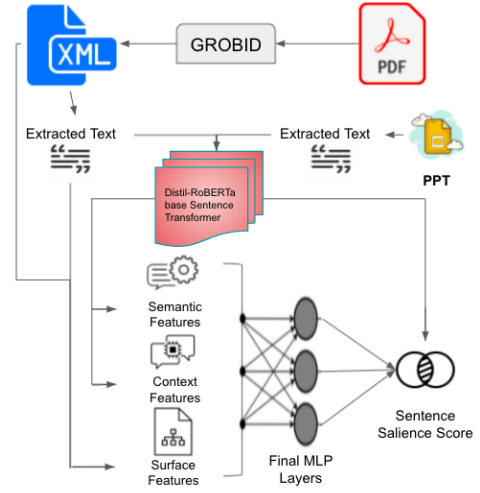 XML
GROBID
PDF
Extracted Text
Extracted Text
PPT
Distil-RoBERTa
base Sentence
Transformer
Semantic
Features
Context
Features
Surface
Features
Final MLP
Layers
Sentence
Salience Score